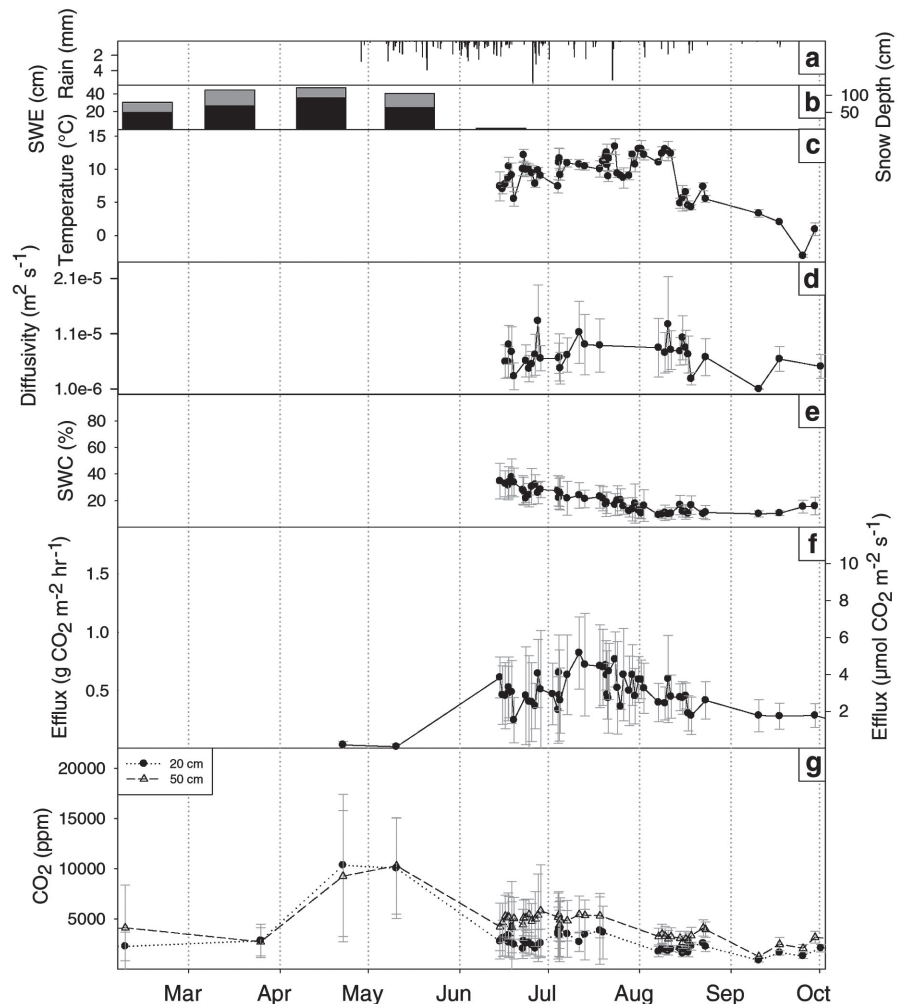 Rain (mm)
2
4
a
SWE (cm)
40
20
b
100
50
Snow Depth (cm)
Temperature (°C)
15
10
5
0
c
Diffusivity (m² s⁻¹)
2.1e-5
1.1e-5
1.0e-6
d
SWC (%)
80
60
40
20
e
Efflux (g CO₂ m⁻² hr⁻¹)
1.5
1.0
0.5
f
10
8
6
4
2
Efflux (µmol CO₂ m⁻² s⁻¹)
CO₂ (ppm)
20000
15000
10000
5000
20 cm
50 cm
g
Mar Apr May Jun Jul Aug Sep Oct